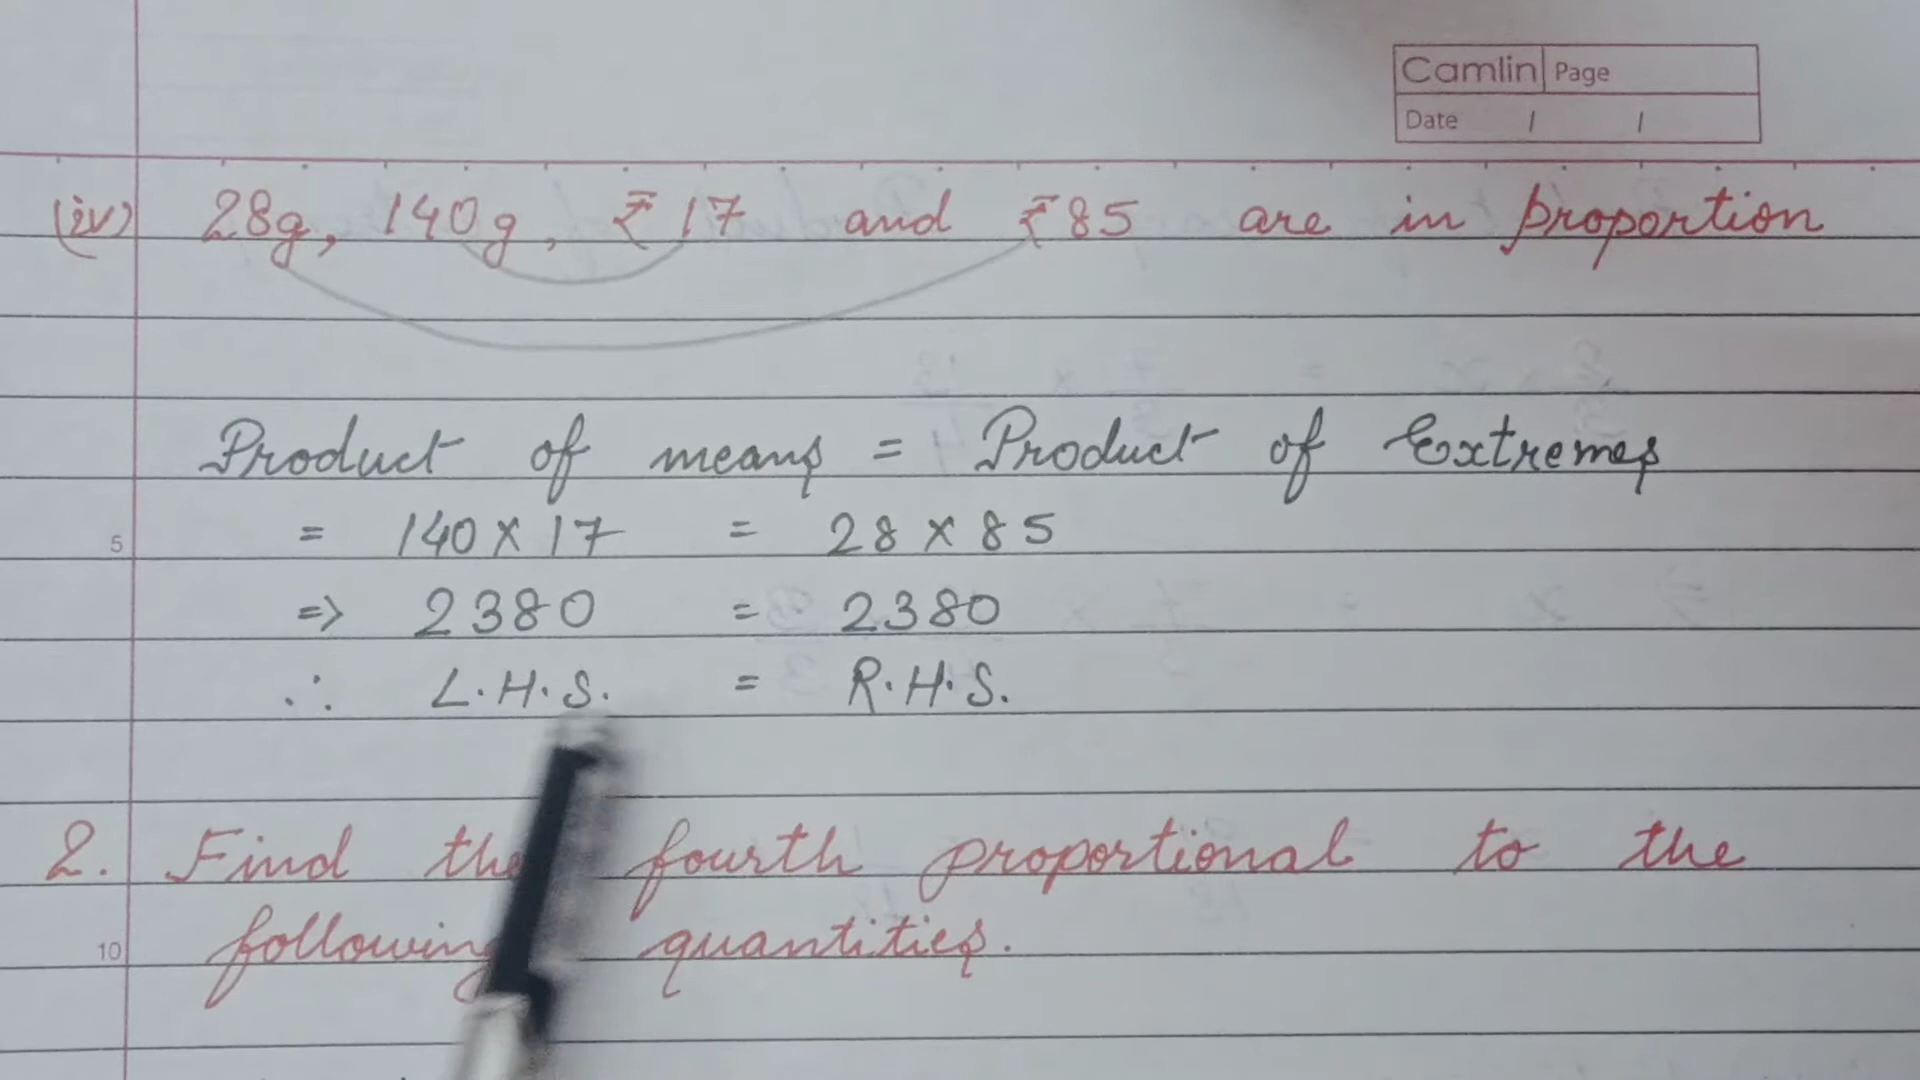 Camlin Page
Date / /
(iv) 28g, 140g, ₹17 and ₹85 are in proportion
Product of means = Product of Extremes
5 = 140 × 17 = 28 × 85
=> 2380 = 2380
∴ L.H.S. = R.H.S.
2. Find the fourth proportional to the
10 following quantities.